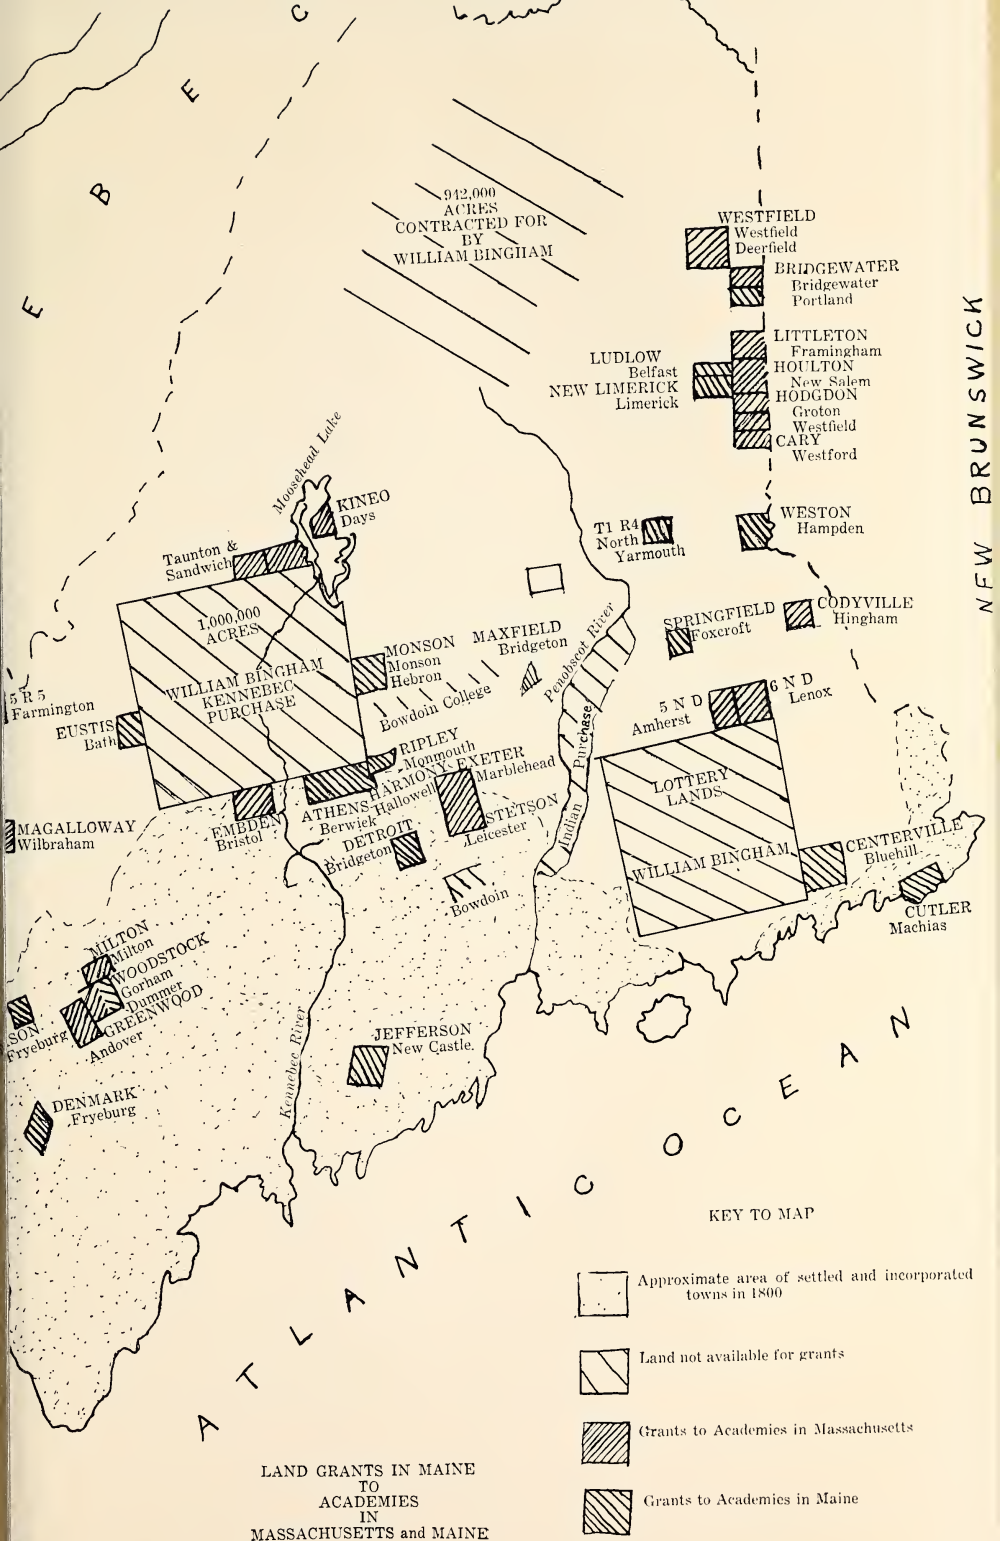 QUEBEC
942,000
ACRES
CONTRACTED FOR
BY
WILLIAM BINGHAM
WESTFIELD
Westfield
Deerfield
BRIDGEWATER
Bridgewater
Portland
LITTLETON
Framingham
HOULTON
New Salem
HODGDON
Groton
Westfield
CARY
Westford
LUDLOW
Belfast
NEW LIMERICK
Limerick
NEW BRUNSWICK
Moosehead Lake
KINEO
Days
Taunton &
Sandwich
T1 R4
North
Yarmouth
WESTON
Hampden
1,000,000
ACRES
WILLIAM BINGHAM
KENNEBEC
PURCHASE
MONSON
Monson
Hebron
MAXFIELD
Bridgeton
Bowdoin College
Penobscot River
SPRINGFIELD
Foxcroft
CODYVILLE
Hingham
5 R 5
Farmington
EUSTIS
Bath
5 N D
Amherst
6 N D
Lenox
RIPLEY
Monmouth
HARMONY
Hallowell
EXETER
Marblehead
ATHENS
Berwick
EMBDEN
Bristol
DETROIT
Bridgeton
STETSON
Leicester
Bowdoin
Indian Purchase
LOTTERY
LANDS
WILLIAM BINGHAM
CENTERVILLE
Bluehill
CUTLER
Machias
MAGALLOWAY
Wilbraham
MILTON
Milton
WOODSTOCK
Gorham
Dummer
GREENWOOD
Andover
SON
Fryeburg
DENMARK
Fryeburg
Kennebec River
JEFFERSON
New Castle.
ATLANTIC OCEAN
KEY TO MAP
Approximate area of settled and incorporated
towns in 1800
Land not available for grants
Grants to Academies in Massachusetts
Grants to Academies in Maine
LAND GRANTS IN MAINE
TO
ACADEMIES
IN
MASSACHUSETTS and MAINE